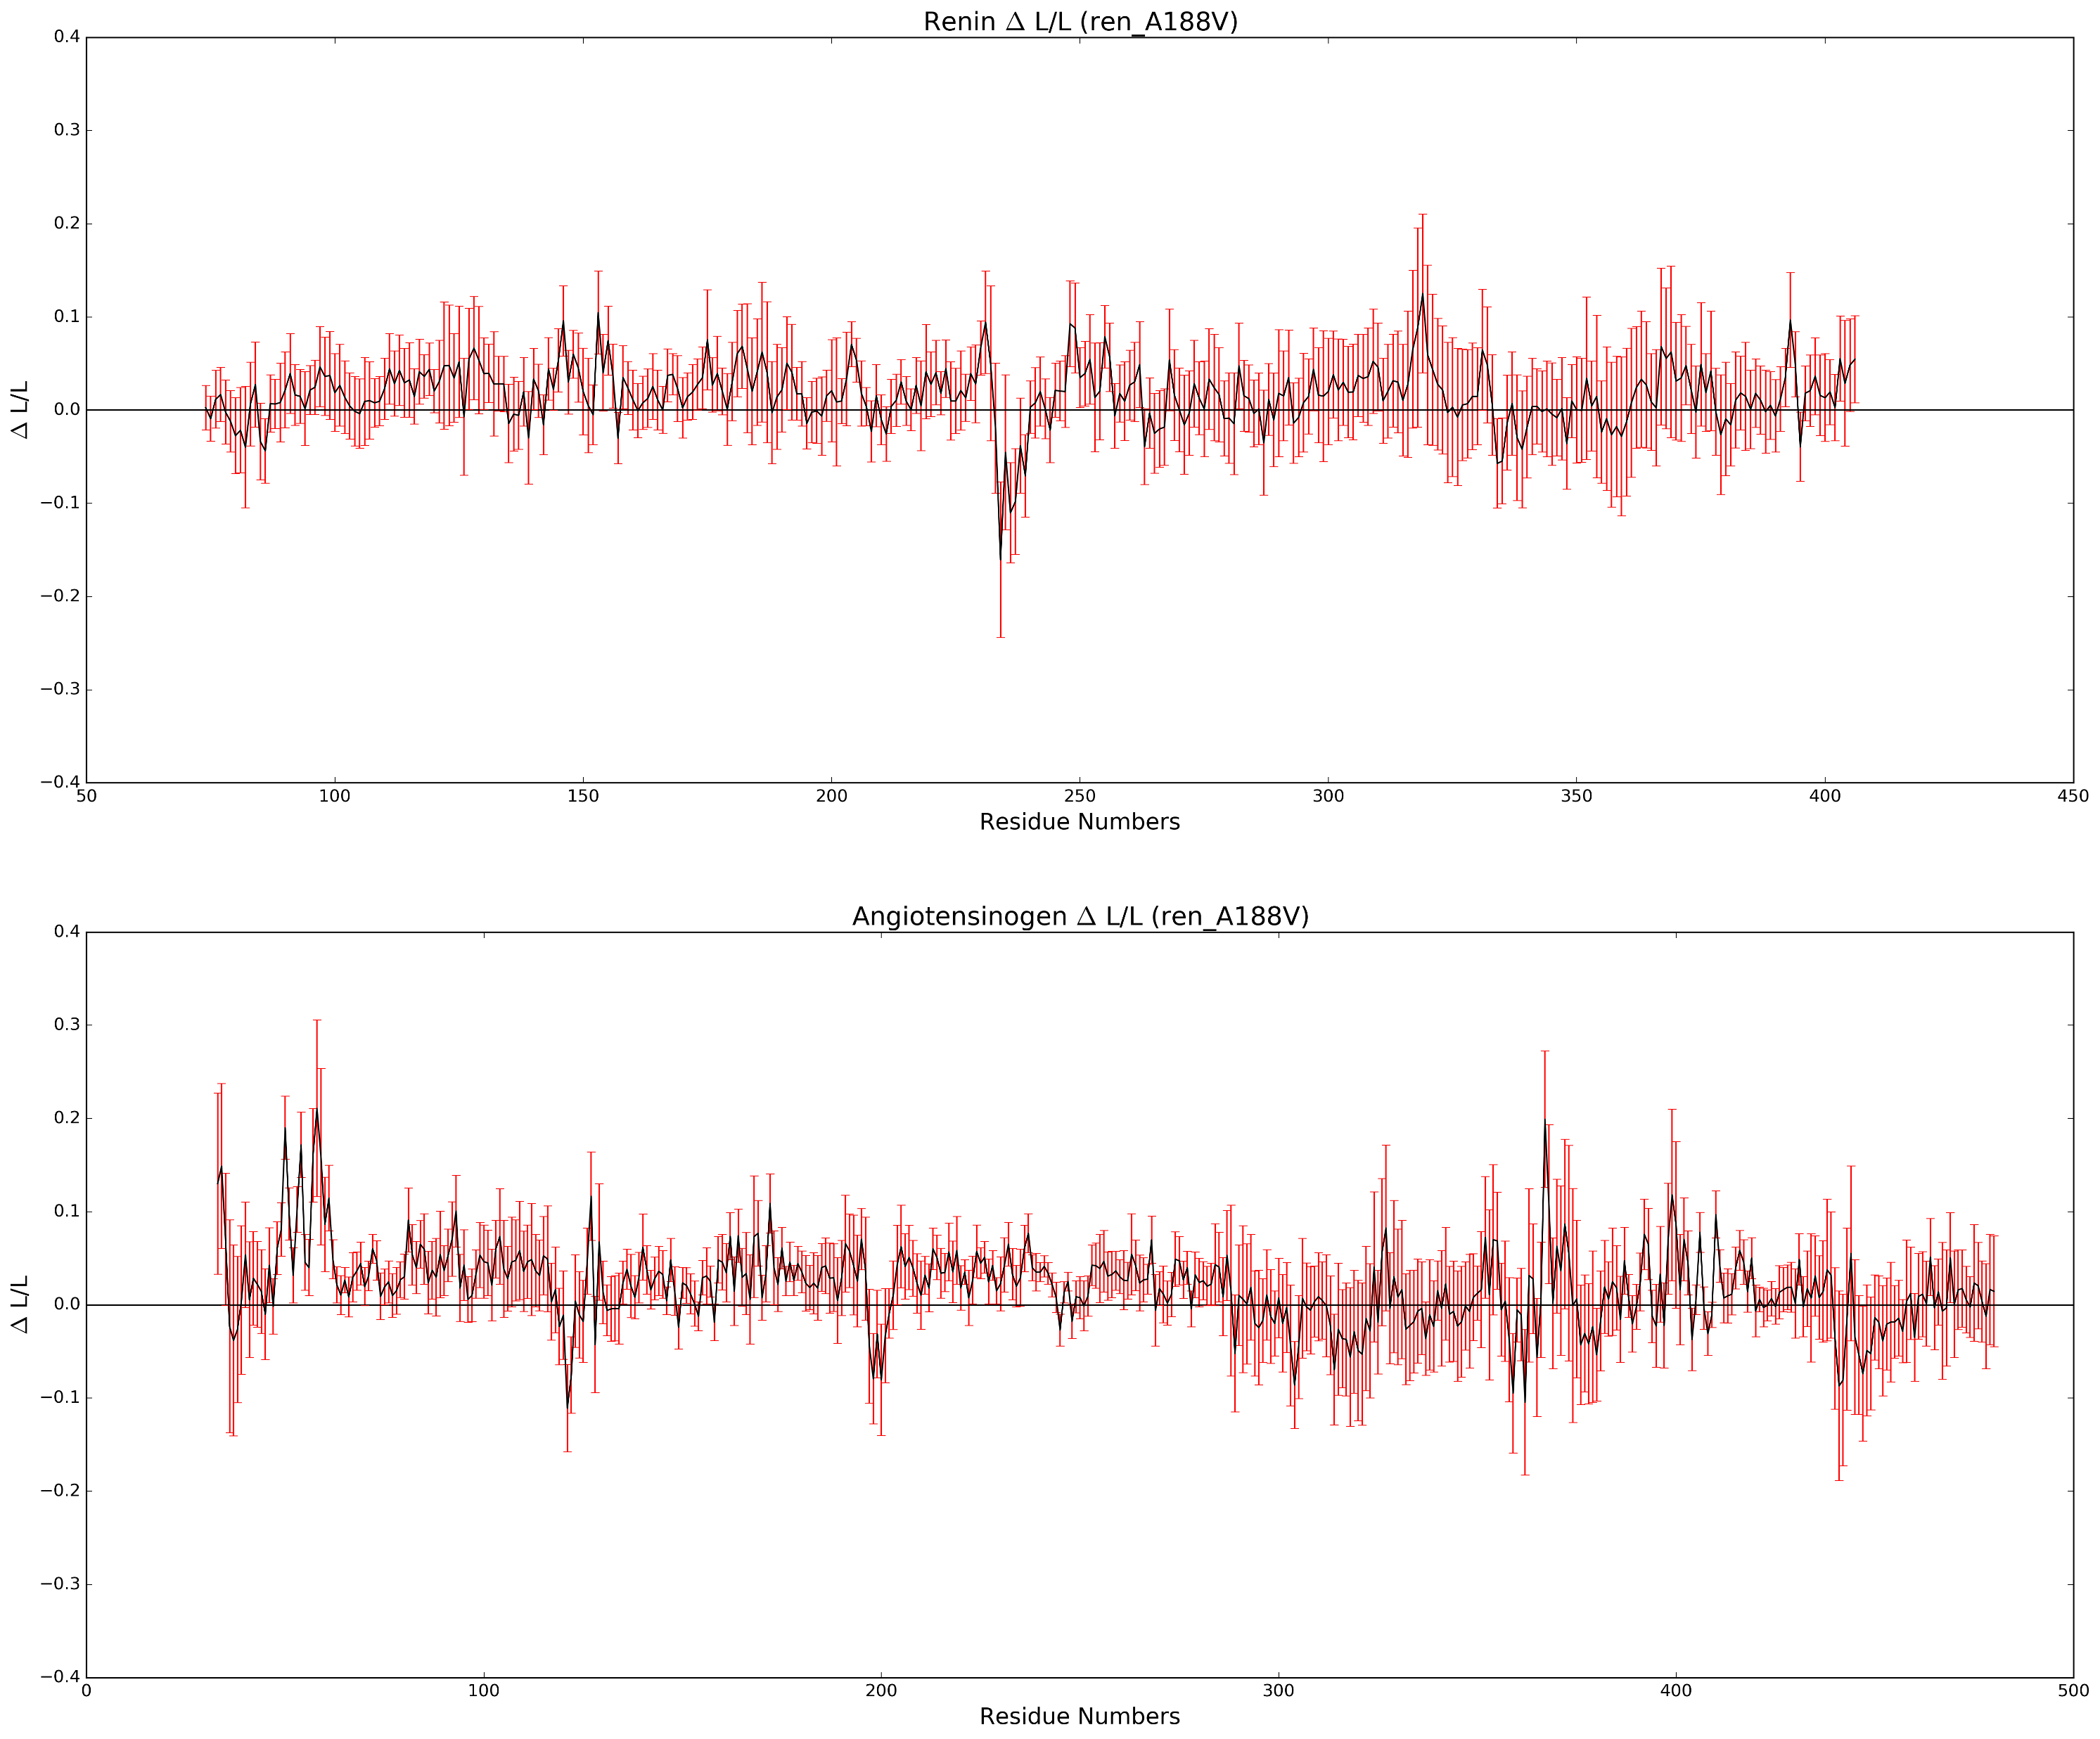 Renin Δ L/L (ren_A188V)
0.4
0.3
0.2
0.1
0.0
−0.1
−0.2
−0.3
−0.4
Δ L/L
50 100 150 200 250 300 350 400 450
Residue Numbers
Angiotensinogen Δ L/L (ren_A188V)
0.4
0.3
0.2
0.1
0.0
−0.1
−0.2
−0.3
−0.4
Δ L/L
0 100 200 300 400 500
Residue Numbers